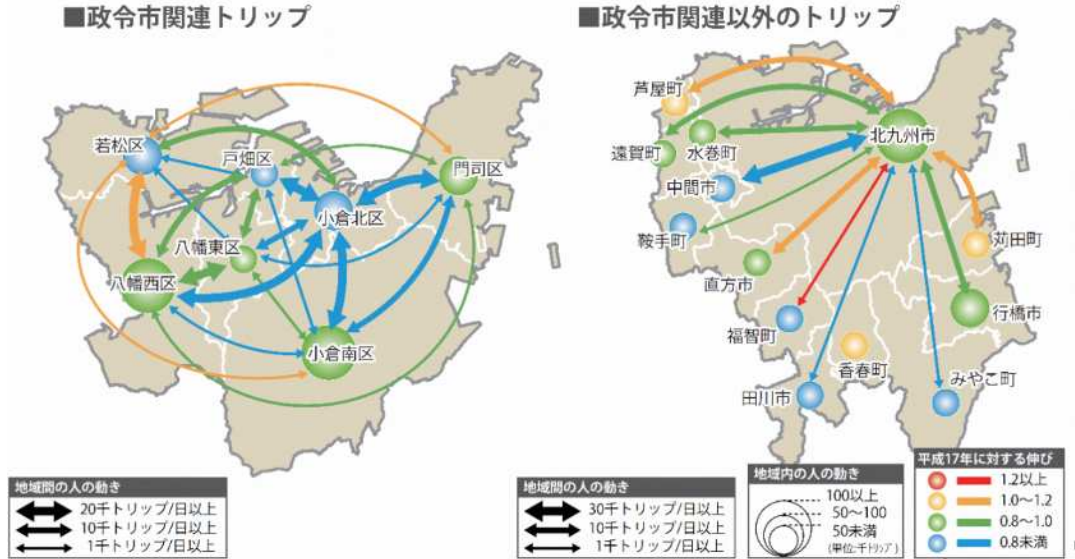 ■政令市関連トリップ
若松区
戸畑区
門司区
小倉北区
八幡東区
八幡西区
小倉南区
地域間の人の動き
20千トリップ/日以上
10千トリップ/日以上
1千トリップ/日以上
■政令市関連以外のトリップ
芦屋町
北九州市
遠賀町
水巻町
中間市
鞍手町
苅田町
直方市
行橋市
福智町
香春町
みやこ町
田川市
地域間の人の動き
30千トリップ/日以上
10千トリップ/日以上
1千トリップ/日以上
地域内の人の動き
100以上
50～100
50未満
(単位:千トリップ)
平成17年に対する伸び
1.2以上
1.0～1.2
0.8～1.0
0.8未満